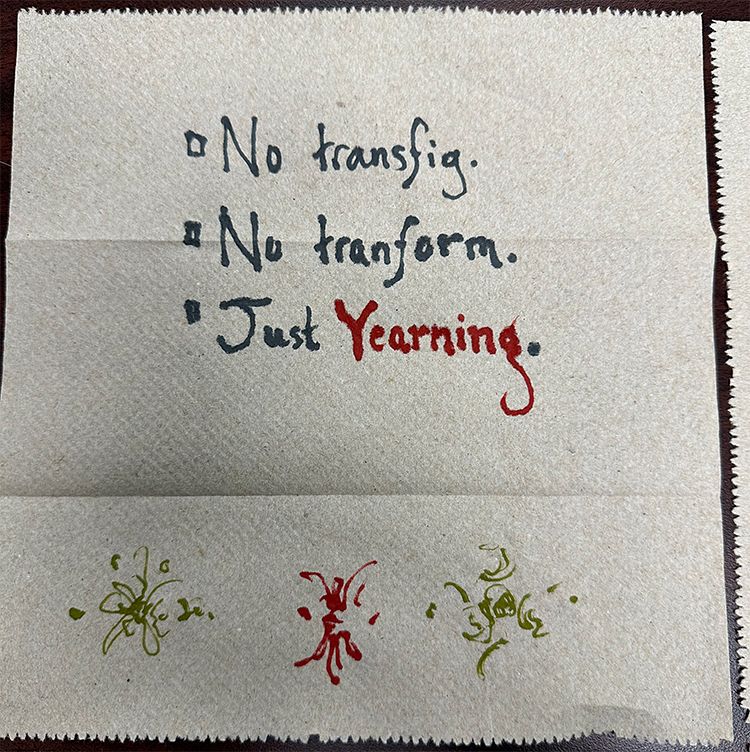 No transfig.
No tranform.
Just Yearning.